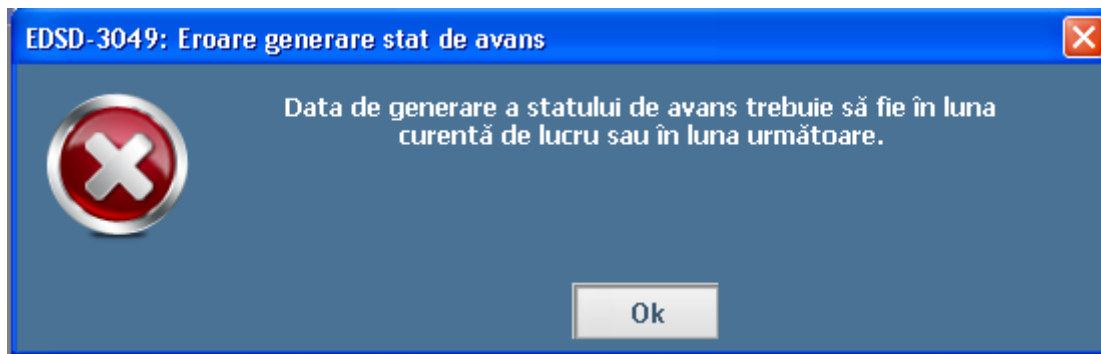 EDSD-3049: Eroare generare stat de avans
Data de generare a statului de avans trebuie să fie în luna
curentă de lucru sau în luna următoare.
Ok